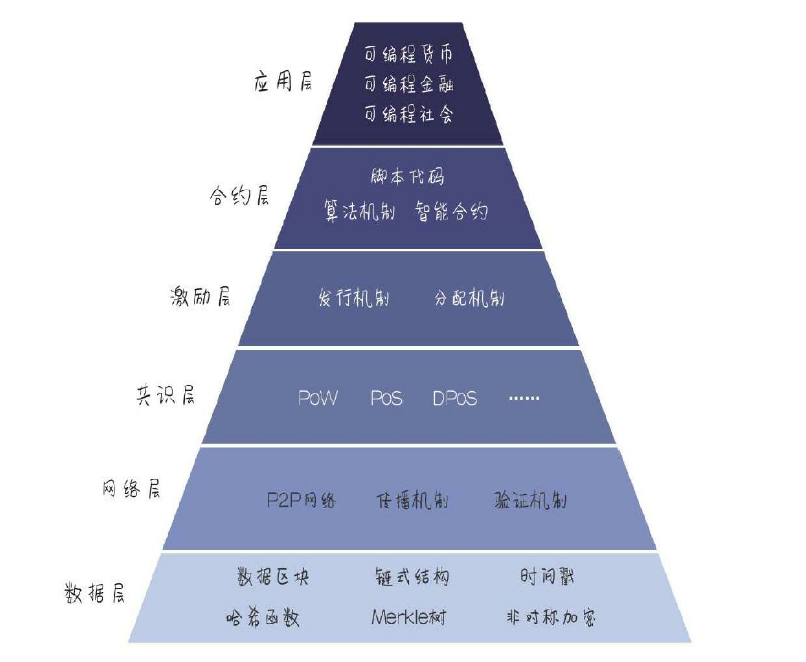 可编程货币
应用层 可编程金融
可编程社会
脚本代码
合约层 算法机制 智能合约
激励层 发行机制 分配机制
共识层 PoW PoS DPoS ······
网络层 P2P网络 传播机制 验证机制
数据区块 链式结构 时间戳
数据层
哈希函数 Merkle树 非对称加密